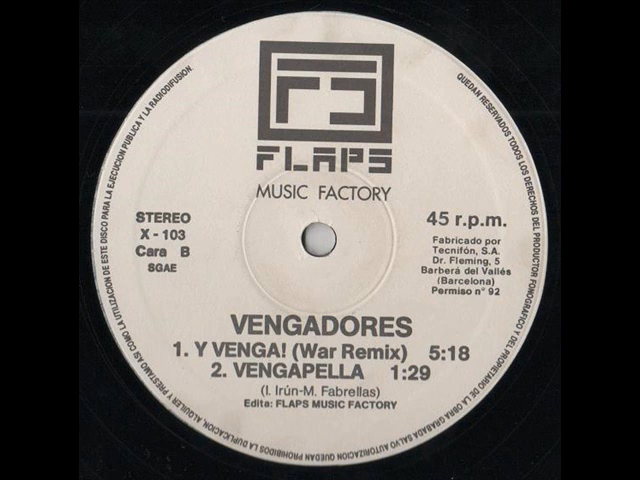 FLAPS
MUSIC FACTORY
STEREO
X - 103
Cara B
SGAE
45 r.p.m.
Fabricado por
Tecnifón, S.A.
Dr. Fleming, 5
Barberá del Vallés
(Barcelona)
Permiso n° 92
VENGADORES
1. Y VENGA! (War Remix) 5:18
2. VENGAPELLA 1:29
(I. Irún-M. Fabrellas)
Edita: FLAPS MUSIC FACTORY
QUEDAN RESERVADOS TODOS LOS DERECHOS DEL PRODUCTOR FONOGRAFICO Y DEL PROPIETARIO DE LA OBRA GRABADA SALVO AUTORIZACION QUEDAN PROHIBIDOS LA DUPLICACION ALQUILER Y PRESTAMO ASI COMO LA UTILIZACION DE ESTE DISCO PARA LA EJECUCION PUBLICA Y LA RADIODIFUSION.